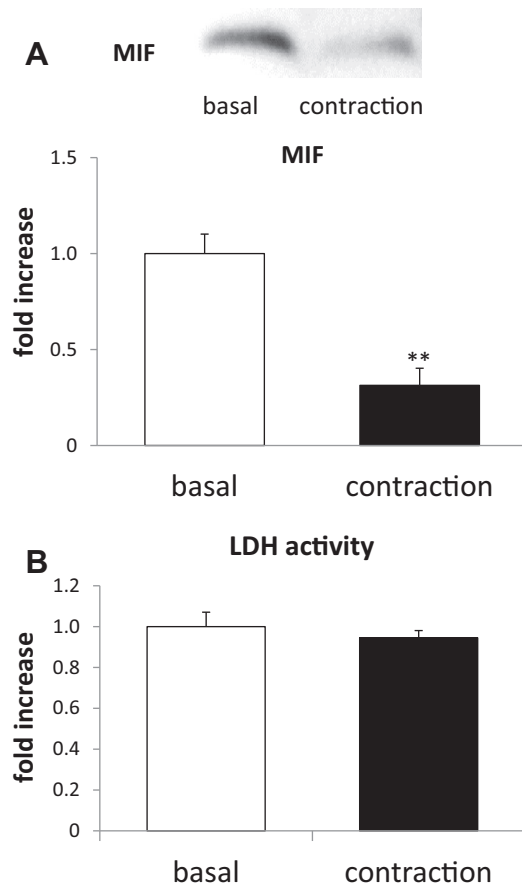 A
MIF
basal contraction
MIF
fold increase
1.5
1.0
0.5
0
**
basal contraction
B
LDH activity
fold increase
1.2
1.0
0.8
0.6
0.4
0.2
0
basal contraction